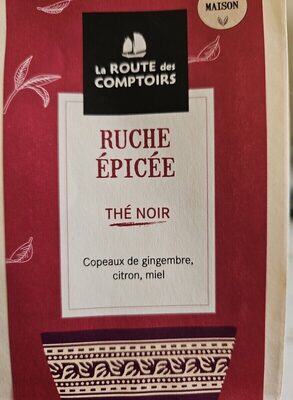 MAISON
La ROUTE des
COMPTOIRS
RUCHE
ÉPICÉE
THÉ NOIR
Copeaux de gingembre,
citron, miel